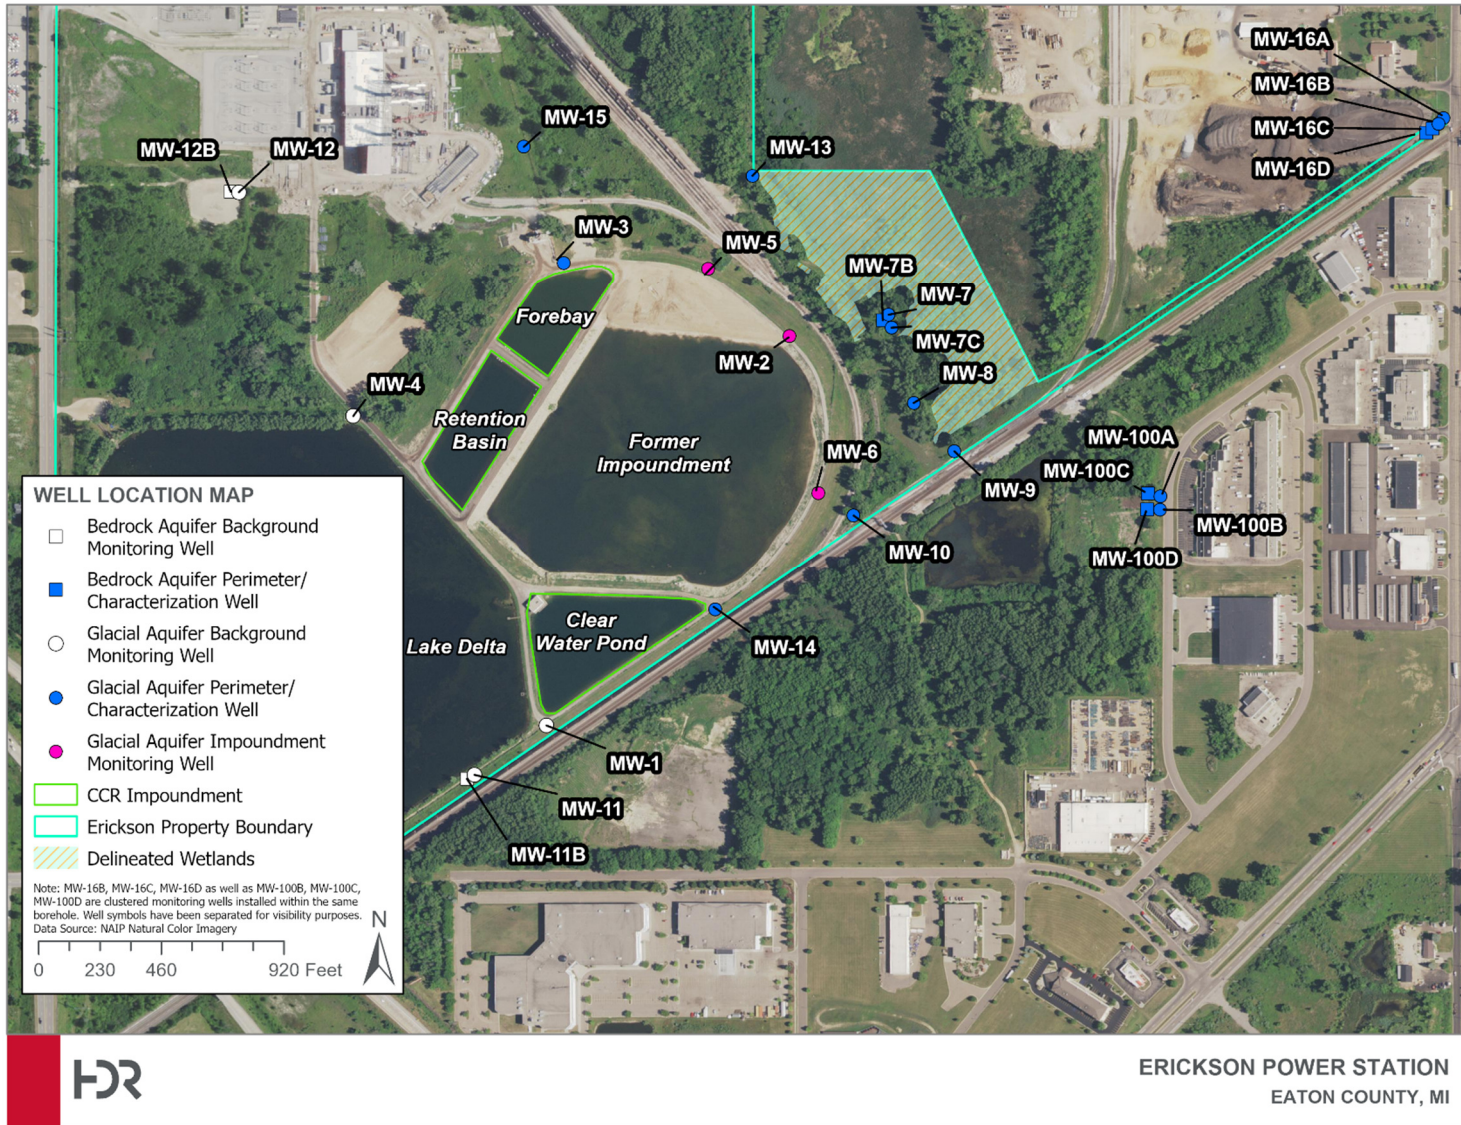 MW-16A
MW-16B
MW-16C
MW-16D
MW-15
MW-12B
MW-12
MW-13
MW-3
MW-5
MW-7B
MW-7
MW-7C
Forebay
MW-2
MW-8
MW-4
Retention
Basin
Former
Impoundment
MW-6
MW-100A
MW-100C
MW-9
MW-100B
MW-10
MW-100D
Clear
Water Pond
Lake Delta
MW-14
MW-1
MW-11
MW-11B
WELL LOCATION MAP
Bedrock Aquifer Background
Monitoring Well
Bedrock Aquifer Perimeter/
Characterization Well
Glacial Aquifer Background
Monitoring Well
Glacial Aquifer Perimeter/
Characterization Well
Glacial Aquifer Impoundment
Monitoring Well
CCR Impoundment
Erickson Property Boundary
Delineated Wetlands
Note: MW-16B, MW-16C, MW-16D as well as MW-100B, MW-100C,
MW-100D are clustered monitoring wells installed within the same
borehole. Well symbols have been separated for visibility purposes.
Data Source: NAIP Natural Color Imagery
N
0 230 460 920 Feet
HDR
ERICKSON POWER STATION
EATON COUNTY, MI